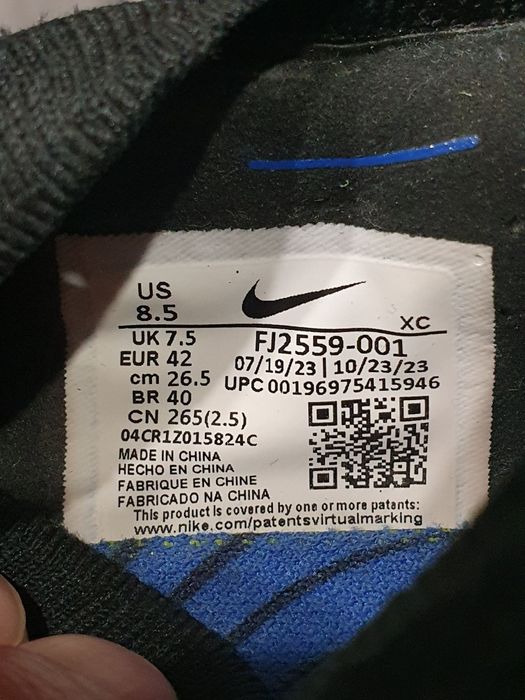 US
8.5
XC
UK 7.5
FJ2559-001
EUR 42
07/19/23 | 10/23/23
cm 26.5
UPC 00196975415946
BR 40
CN 265(2.5)
04CR1Z015824C
MADE IN CHINA
HECHO EN CHINA
FABRIQUE EN CHINE
FABRICADO NA CHINA
This product is covered by one or more patents:
www.nike.com/patentsvirtualmarking